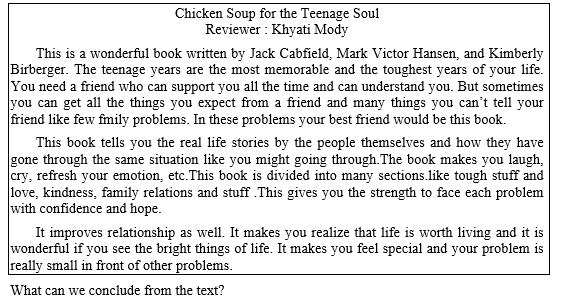 Chicken Soup for the Teenage Soul
Reviewer : Khyati Mody
This is a wonderful book written by Jack Cabfield, Mark Victor Hansen, and Kimberly
Birberger. The teenage years are the most memorable and the toughest years of your life.
You need a friend who can support you all the time and can understand you. But sometimes
you can get all the things you expect from a friend and many things you can't tell your
friend like few fmily problems. In these problems your best friend would be this book.
This book tells you the real life stories by the people themselves and how they have
gone through the same situation like you might going through.The book makes you laugh,
cry, refresh your emotion, etc.This book is divided into many sections.like tough stuff and
love, kindness, family relations and stuff .This gives you the strength to face each problem
with confidence and hope.
It improves relationship as well. It makes you realize that life is worth living and it is
wonderful if you see the bright things of life. It makes you feel special and your problem is
really small in front of other problems.
What can we conclude from the text?